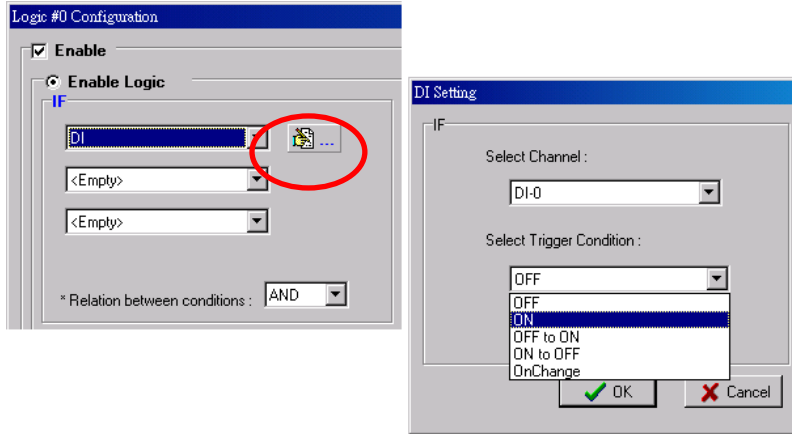 Logic #0 Configuration
Enable
Enable Logic
IF
DI
...
<Empty>
<Empty>
* Relation between conditions :
AND
DI Setting
IF
Select Channel :
DI-0
Select Trigger Condition :
OFF
OFF
ON
OFF to ON
ON to OFF
OnChange
OK
Cancel